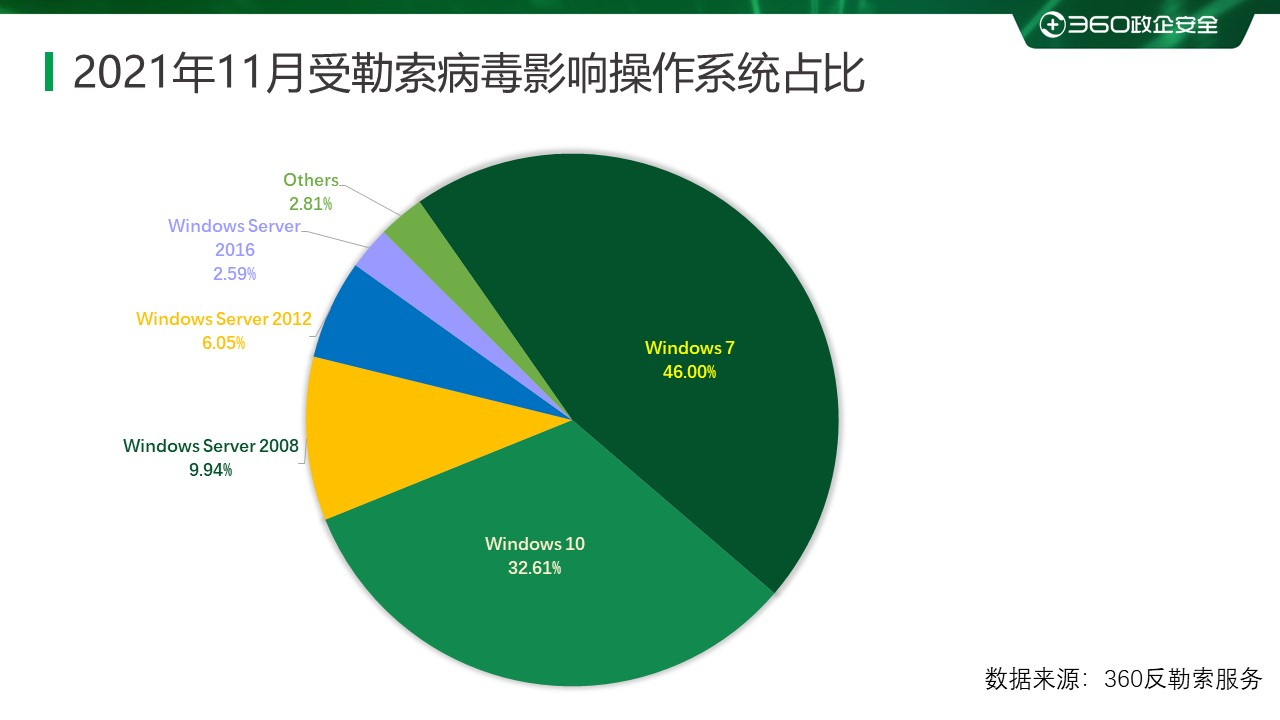 360政企安全
2021年11月受勒索病毒影响操作系统占比
Others
2.81%
Windows Server
2016
2.59%
Windows Server 2012
6.05%
Windows 7
46.00%
Windows Server 2008
9.94%
Windows 10
32.61%
数据来源：360反勒索服务